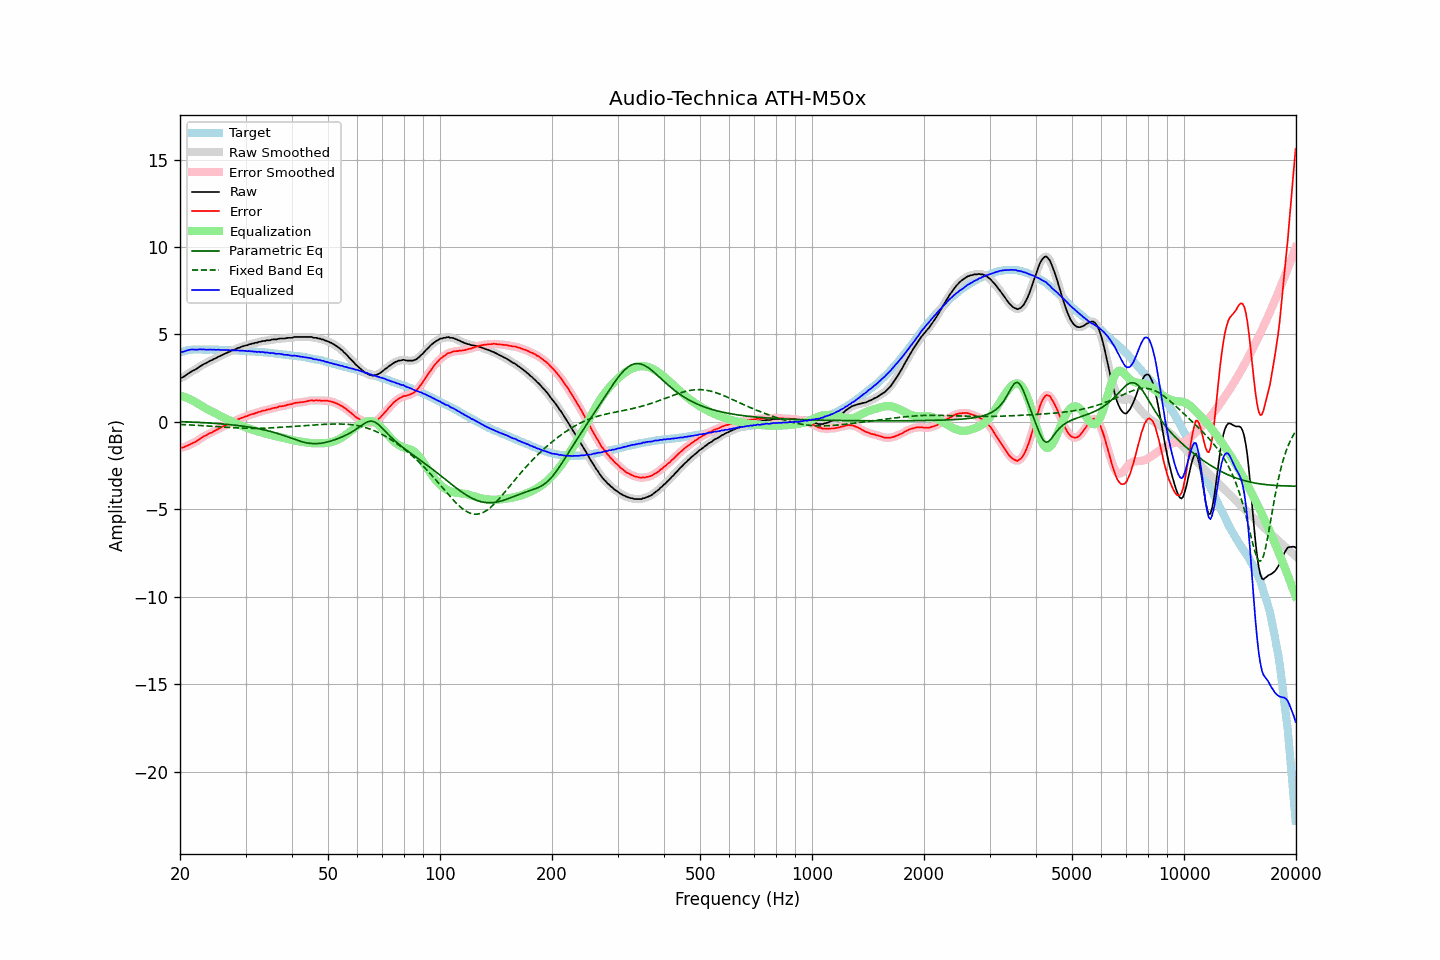 Audio-Technica ATH-M50x
Target
Raw Smoothed
Error Smoothed
Raw
Error
Equalization
Parametric Eq
Fixed Band Eq
Equalized
Amplitude (dBr)
15
10
5
0
−5
−10
−15
−20
20
50
100
200
500
1000
2000
5000
10000
20000
Frequency (Hz)